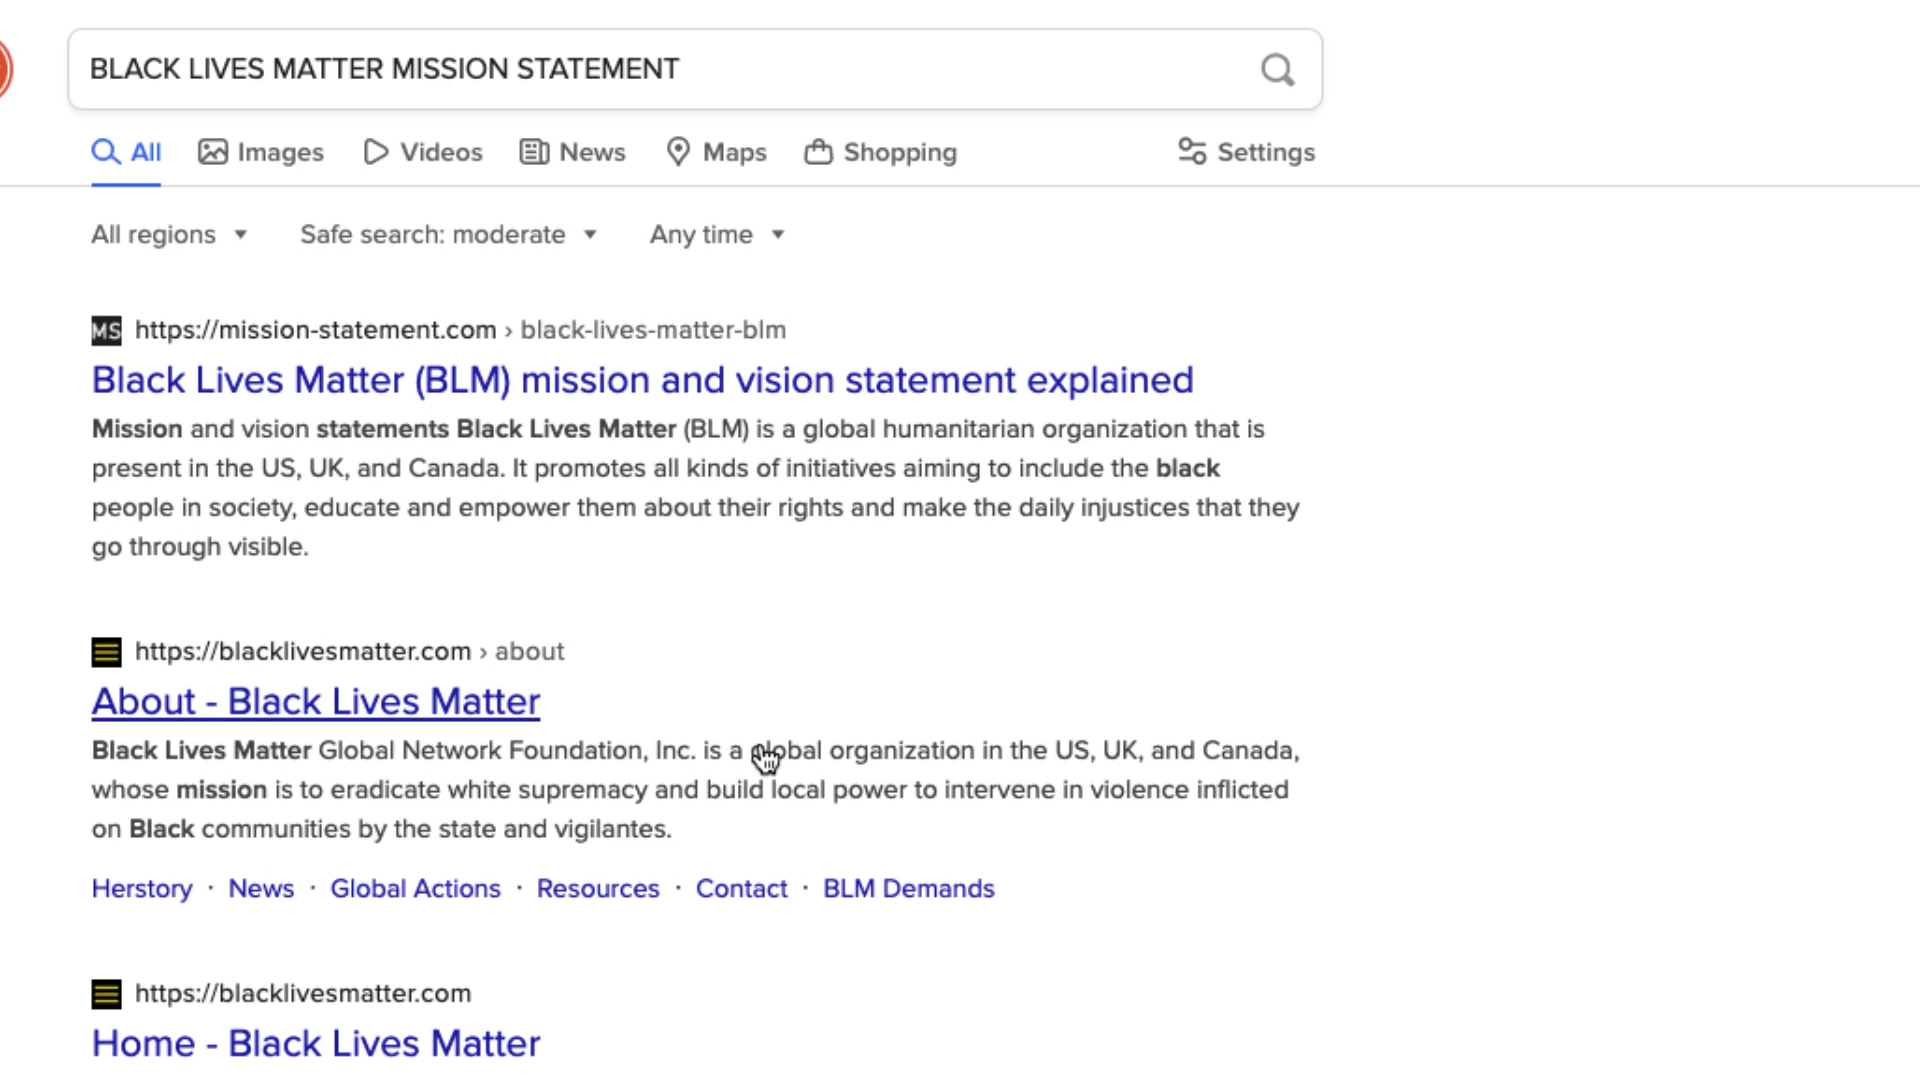 BLACK LIVES MATTER MISSION STATEMENT
All Images Videos News Maps Shopping Settings
All regions Safe search: moderate Any time
MS https://mission-statement.com › black-lives-matter-blm
Black Lives Matter (BLM) mission and vision statement explained
Mission and vision statements Black Lives Matter (BLM) is a global humanitarian organization that is
present in the US, UK, and Canada. It promotes all kinds of initiatives aiming to include the black
people in society, educate and empower them about their rights and make the daily injustices that they
go through visible.
https://blacklivesmatter.com › about
About - Black Lives Matter
Black Lives Matter Global Network Foundation, Inc. is a global organization in the US, UK, and Canada,
whose mission is to eradicate white supremacy and build local power to intervene in violence inflicted
on Black communities by the state and vigilantes.
Herstory · News · Global Actions · Resources · Contact · BLM Demands
https://blacklivesmatter.com
Home - Black Lives Matter